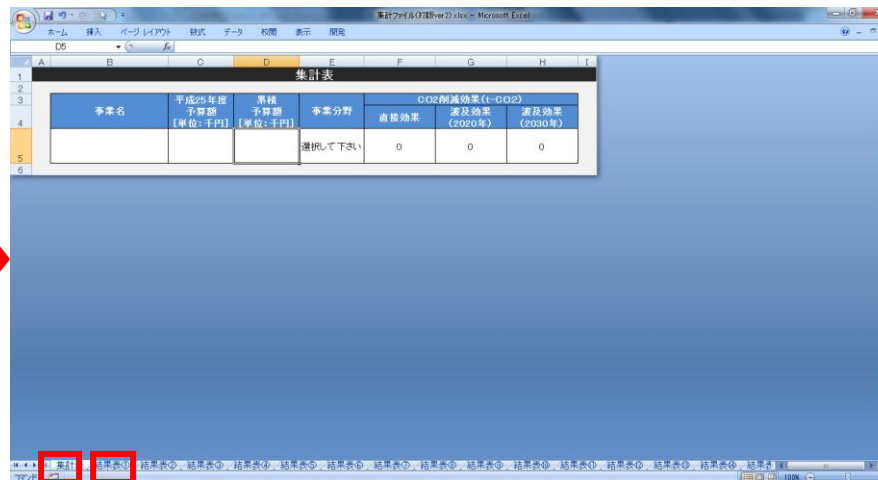 集計ファイル(対策ver2).xlsx - Microsoft Excel
ホーム 挿入 ページ レイアウト 数式 データ 校閲 表示 開発
D5 fx
A B C D E F G H I
1 集計表
2
3 事業名 平成25年度 予算額 [単位:千円] 累積 予算額 [単位:千円] 事業分野 CO2削減効果(t-CO2)
4 直接効果 波及効果 (2020年) 波及効果 (2030年)
5 選択して下さい 0 0 0
6
集計 結果表① 結果表② 結果表③ 結果表④ 結果表⑤ 結果表⑥ 結果表⑦ 結果表⑧ 結果表⑨ 結果表⑩ 結果表⑪ 結果表⑫ 結果表⑬ 結果表⑭ 結果
コマンド 100%